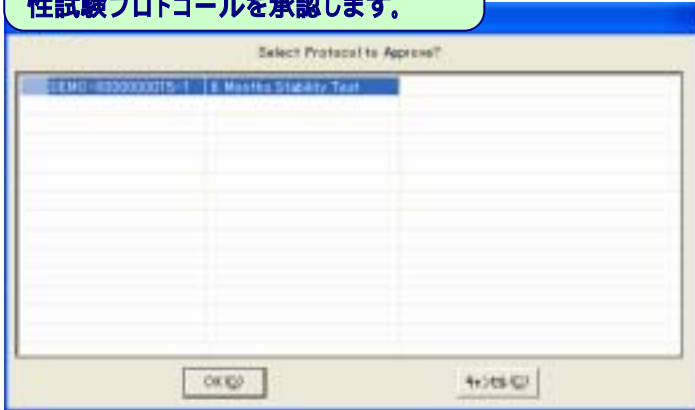 性試験プロトコールを承認します。
Select Protocol to Approve?
DEMO-0000000015-1 6 Months Stability Test
OK(O)
キャンセル(C)